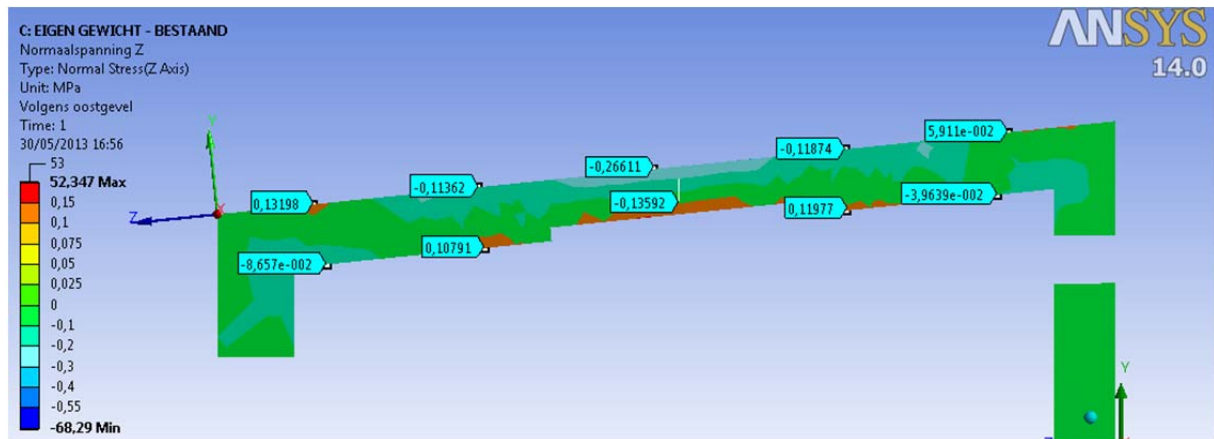 C: EIGEN GEWICHT - BESTAAND
Normaalspanning Z
Type: Normal Stress(Z Axis)
Unit: MPa
Volgens oostgevel
Time: 1
30/05/2013 16:56
ANSYS
14.0
53
52,347 Max
0,15
0,1
0,075
0,05
0,025
0
-0,1
-0,2
-0,3
-0,4
-0,55
-68,29 Min
Y
Z
X
0,13198
-0,11362
-0,26611
-0,11874
5,911e-002
-8,657e-002
0,10791
-0,13592
0,11977
-3,9639e-002
Y